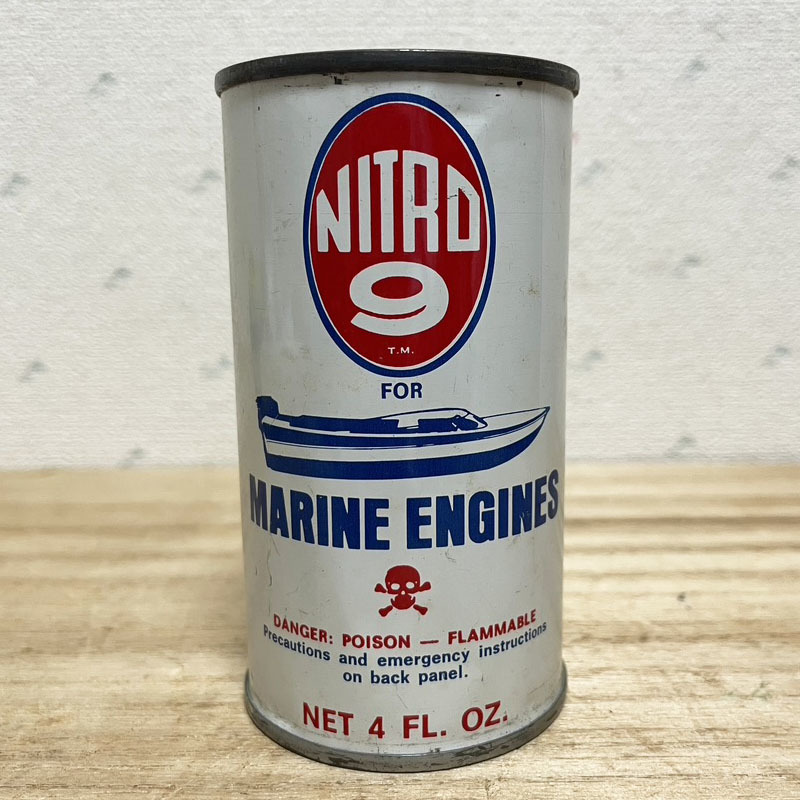 NITRO
9
T.M.
FOR
MARINE ENGINES
DANGER: POISON — FLAMMABLE
Precautions and emergency instructions
on back panel.
NET 4 FL. OZ.